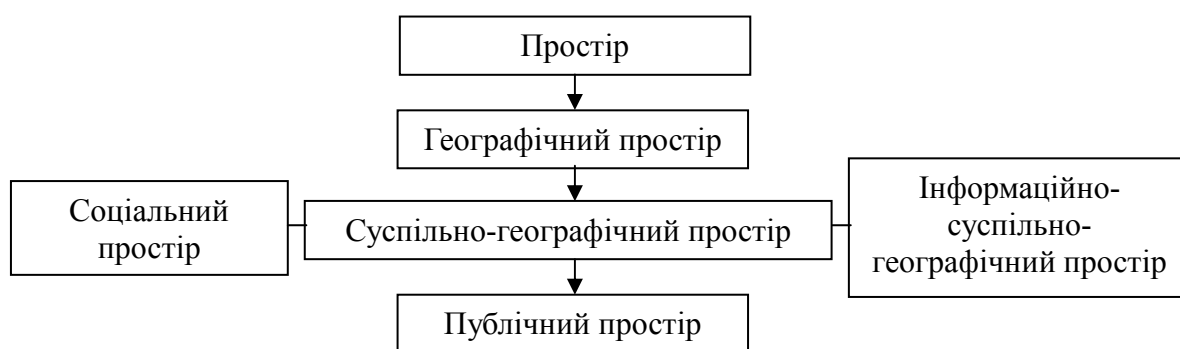 Простір
Географічний простір
Соціальний
простір
Суспільно-географічний простір
Інформаційно-
суспільно-
географічний простір
Публічний простір